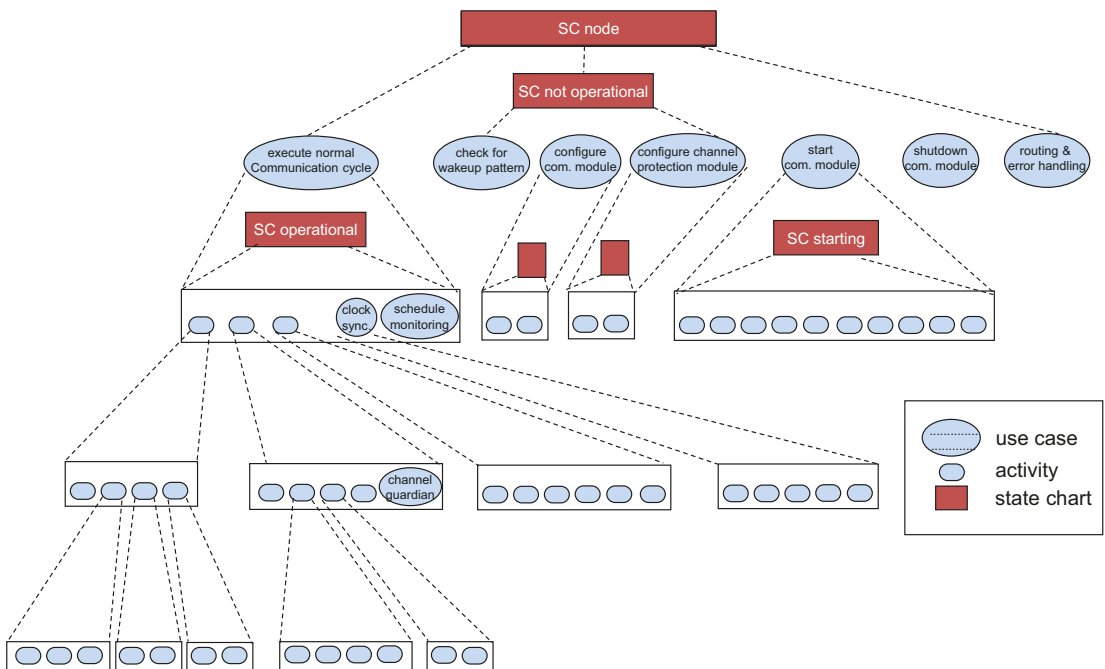 SC node
SC not operational
execute normal
Communication cycle
check for
wakeup pattern
configure
com. module
configure channel
protection module
start
com. module
shutdown
com. module
routing &
error handling
SC operational
SC starting
clock
sync.
schedule
monitoring
channel
guardian
use case
activity
state chart